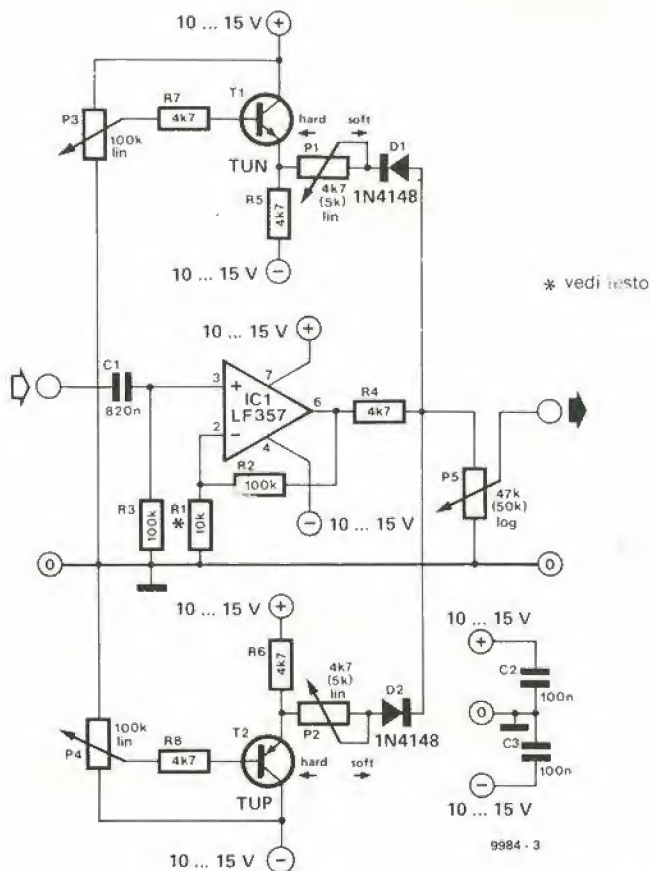 10 ... 15 V +
P3
100k
lin
R7
4k7
T1
TUN
hard soft
P1
4k7
(5k)
lin
D1
1N4148
R5
4k7
10 ... 15 V −
* vedi testo
10 ... 15 V +
C1
820n
3
+
7
IC1
LF357
6
2
−
4
R4
4k7
R2
100k
R3
100k
R1
*
10k
10 ... 15 V
−
P5
47k
(50k)
log
0
0
10 ... 15 V +
R6
4k7
4k7
(5k)
lin
P2
D2
1N4148
P4
100k
lin
R8
4k7
T2
TUP
hard soft
10 ... 15 V −
10 ... 15 V
+
C2
100n
0
C3
100n
−
10 ... 15 V
9984 - 3